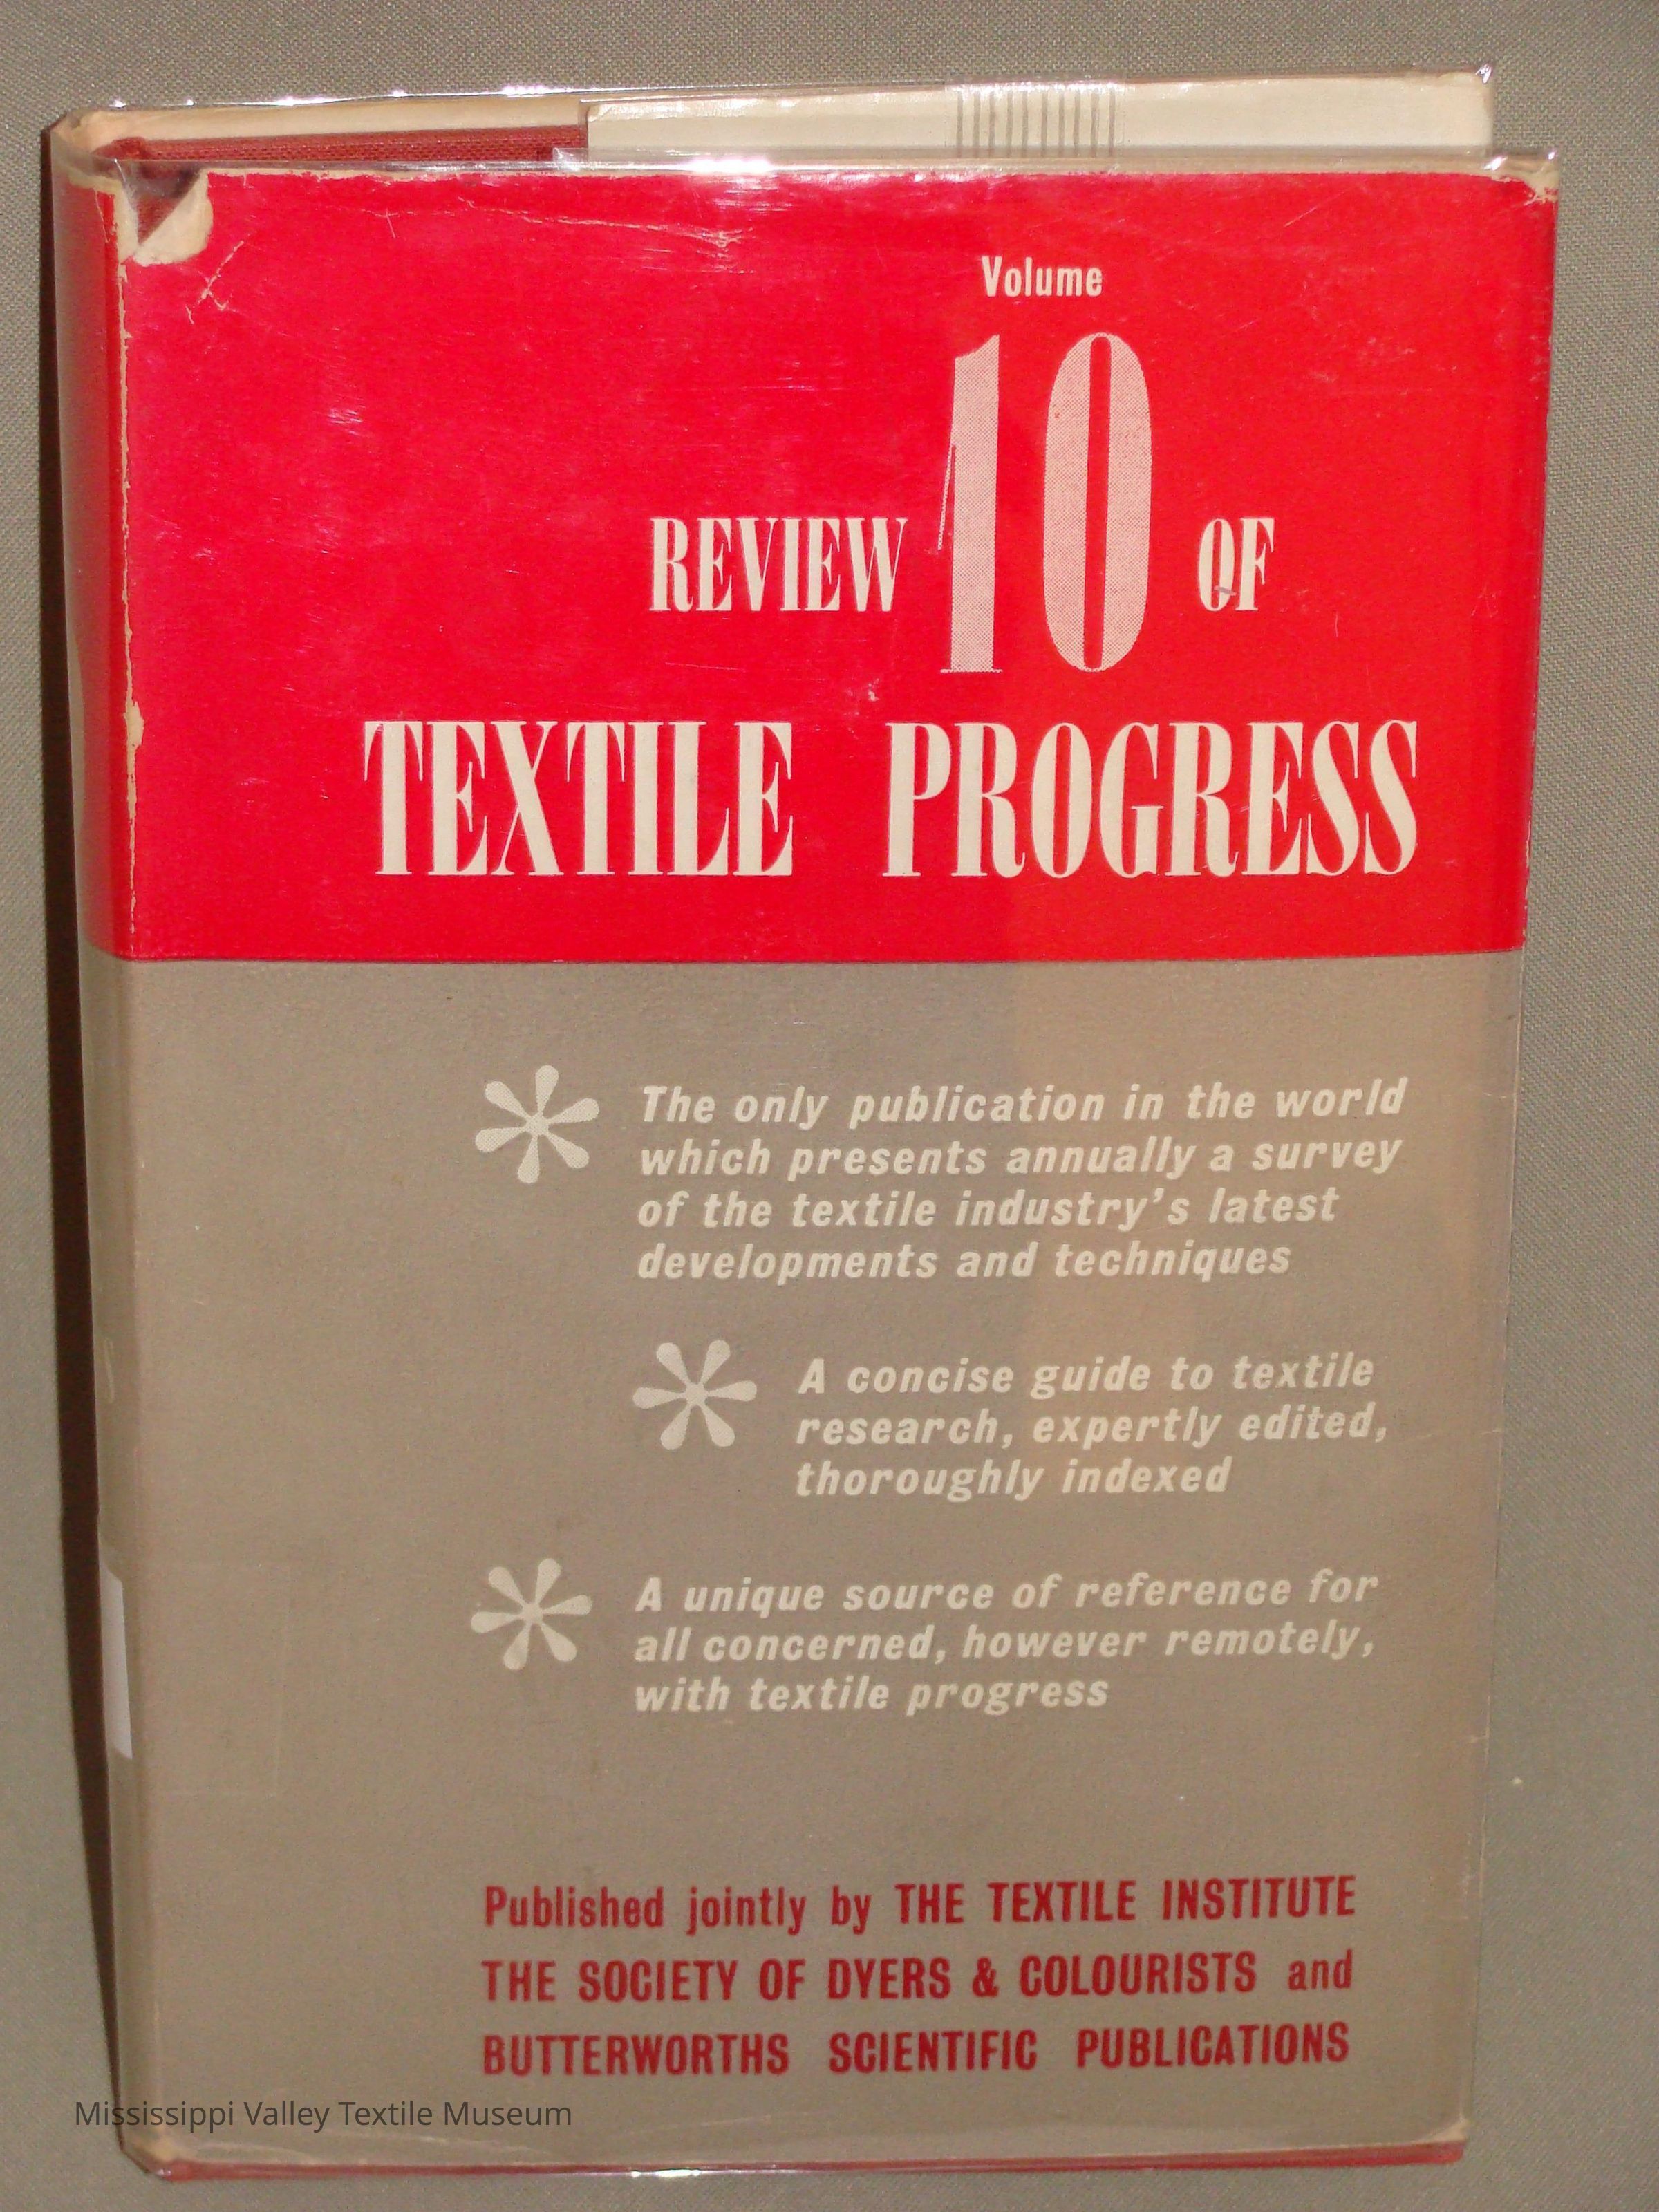 Volume
REVIEW 10 OF
TEXTILE PROGRESS
* The only publication in the world
which presents annually a survey
of the textile industry's latest
developments and techniques
* A concise guide to textile
research, expertly edited,
thoroughly indexed
* A unique source of reference for
all concerned, however remotely,
with textile progress
Published jointly by THE TEXTILE INSTITUTE
THE SOCIETY OF DYERS & COLOURISTS and
BUTTERWORTHS SCIENTIFIC PUBLICATIONS
Mississippi Valley Textile Museum